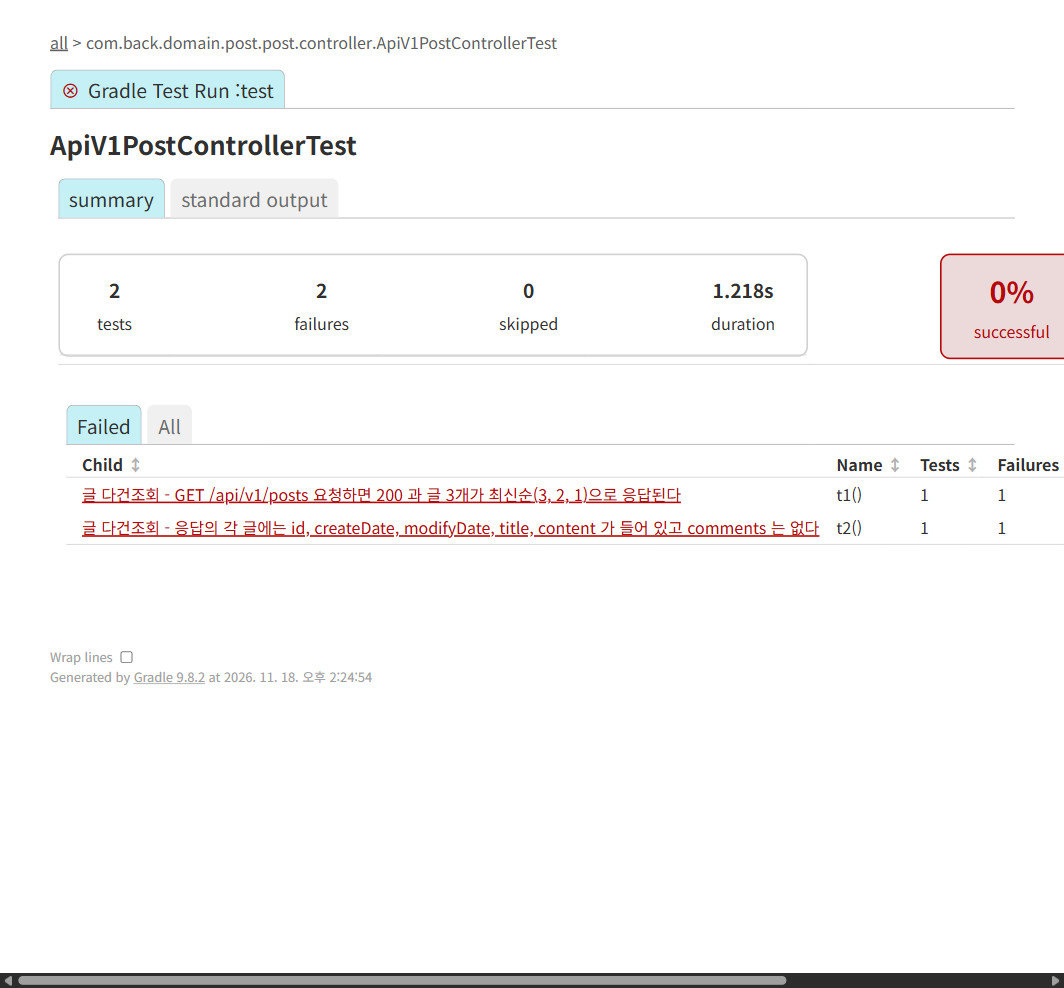 all > com.back.domain.post.post.controller.ApiV1PostControllerTest
Gradle Test Run :test
ApiV1PostControllerTest
summary standard output
2 2 0 1.218s 0%
tests failures skipped duration successful
Failed All
Child Name Tests Failures
글 다건조회 - GET /api/v1/posts 요청하면 200 과 글 3개가 최신순(3, 2, 1)으로 응답된다 t1() 1 1
글 다건조회 - 응답의 각 글에는 id, createDate, modifyDate, title, content 가 들어 있고 comments 는 없다 t2() 1 1
Wrap lines
Generated by Gradle 9.8.2 at 2026. 11. 18. 오후 2:24:54